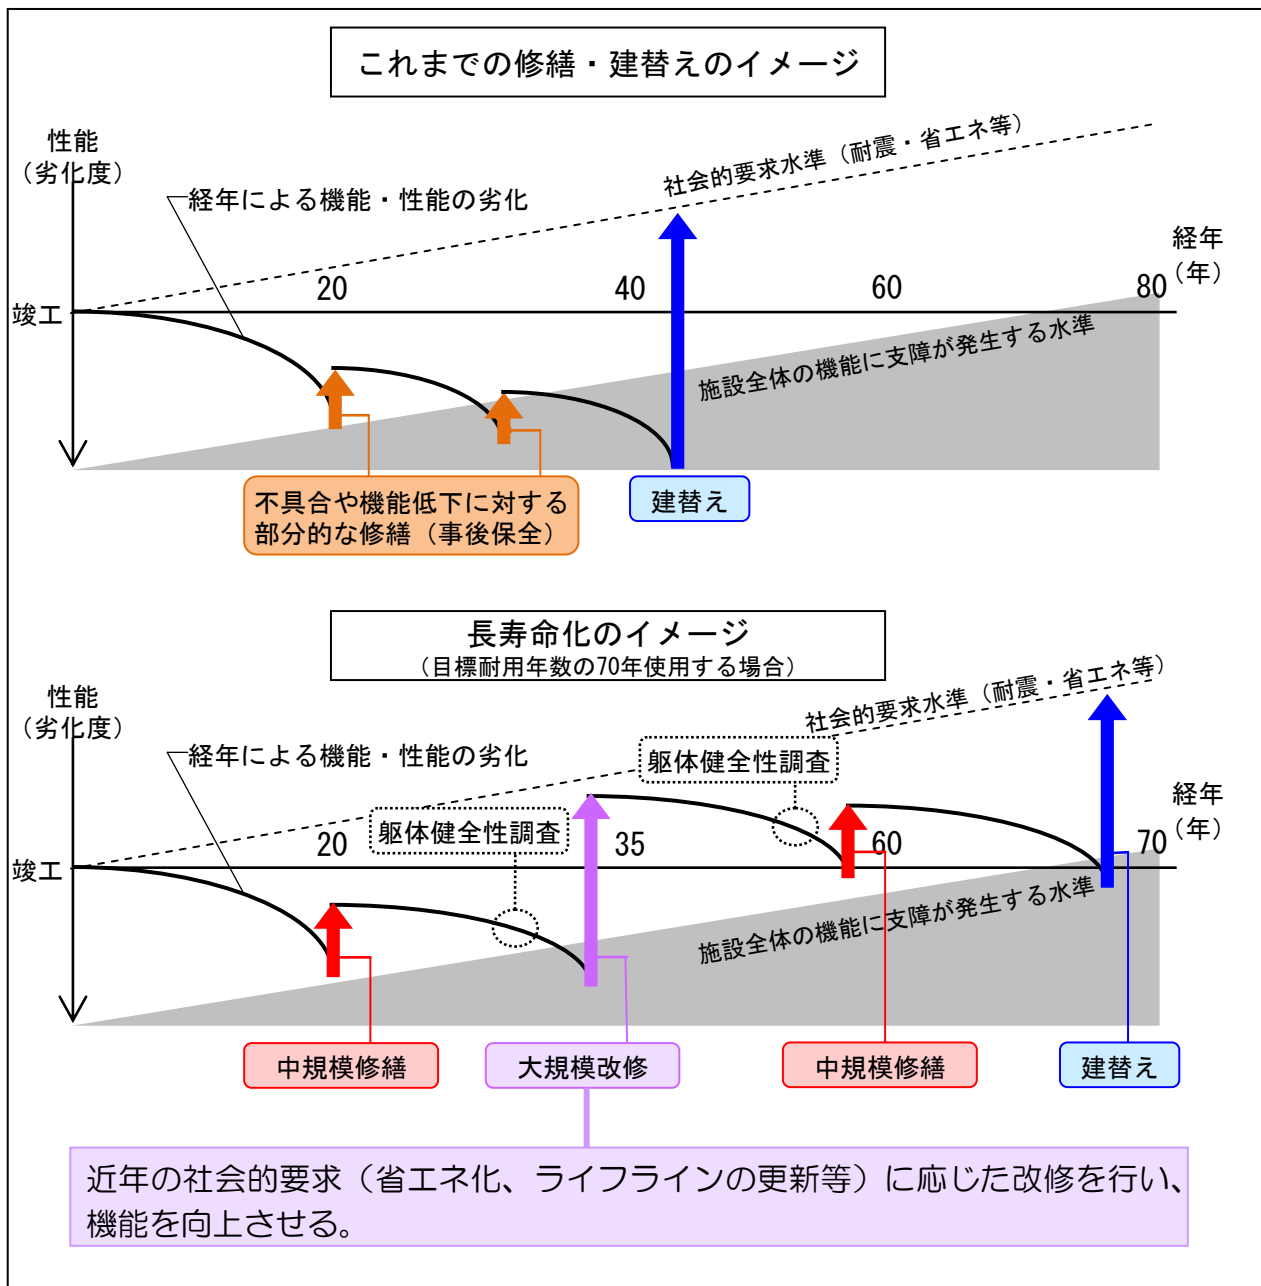 これまでの修繕・建替えのイメージ
性能
（劣化度）
社会的要求水準（耐震・省エネ等）
経年による機能・性能の劣化
経年
（年）
20
40
60
80
竣工
施設全体の機能に支障が発生する水準
不具合や機能低下に対する
部分的な修繕（事後保全）
建替え
長寿命化のイメージ
（目標耐用年数の70年使用する場合）
性能
（劣化度）
社会的要求水準（耐震・省エネ等）
経年による機能・性能の劣化
躯体健全性調査
躯体健全性調査
経年
（年）
20
35
60
70
竣工
施設全体の機能に支障が発生する水準
中規模修繕
大規模改修
中規模修繕
建替え
近年の社会的要求（省エネ化、ライフラインの更新等）に応じた改修を行い、
機能を向上させる。